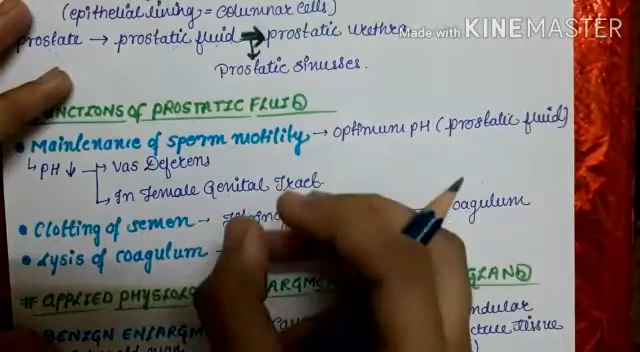 (epithelial lining = columnar cells)
Made with KINEMASTER
prostate → prostatic fluid → prostatic urethra
↓ Prostatic sinusses.
FUNCTIONS OF PROSTATIC FLUID
• Maintenance of sperm motility → optimum pH (prostatic fluid)
↳ pH ↓ → Vas Deferens
↳ In Female Genital Tract.
• Clotting of semen → coagulum
• Lysis of coagulum →
# APPLIED
BENIGN